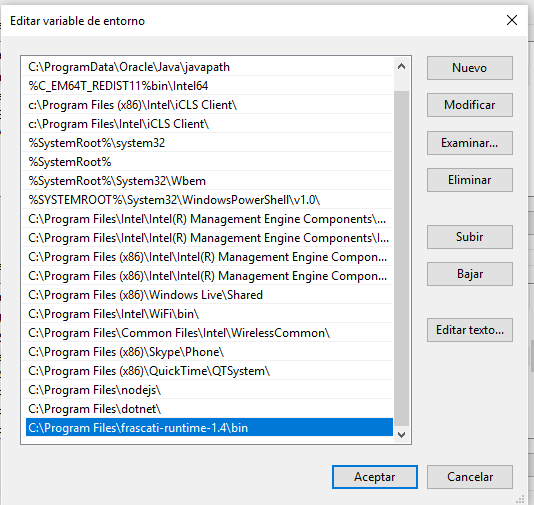 Editar variable de entorno
C:\ProgramData\Oracle\Java\javapath
%C_EM64T_REDIST11%bin\Intel64
c:\Program Files (x86)\Intel\iCLS Client\
c:\Program Files\Intel\iCLS Client\
%SystemRoot%\system32
%SystemRoot%
%SystemRoot%\System32\Wbem
%SYSTEMROOT%\System32\WindowsPowerShell\v1.0\
C:\Program Files\Intel\Intel(R) Management Engine Components\...
C:\Program Files\Intel\Intel(R) Management Engine Components\I...
C:\Program Files (x86)\Intel\Intel(R) Management Engine Compon...
C:\Program Files (x86)\Intel\Intel(R) Management Engine Compon...
C:\Program Files (x86)\Windows Live\Shared
C:\Program Files\Intel\WiFi\bin\
C:\Program Files\Common Files\Intel\WirelessCommon\
C:\Program Files (x86)\Skype\Phone\
C:\Program Files (x86)\QuickTime\QTSystem\
C:\Program Files\nodejs\
C:\Program Files\dotnet\
C:\Program Files\frascati-runtime-1.4\bin
Nuevo
Modificar
Examinar...
Eliminar
Subir
Bajar
Editar texto...
Aceptar
Cancelar